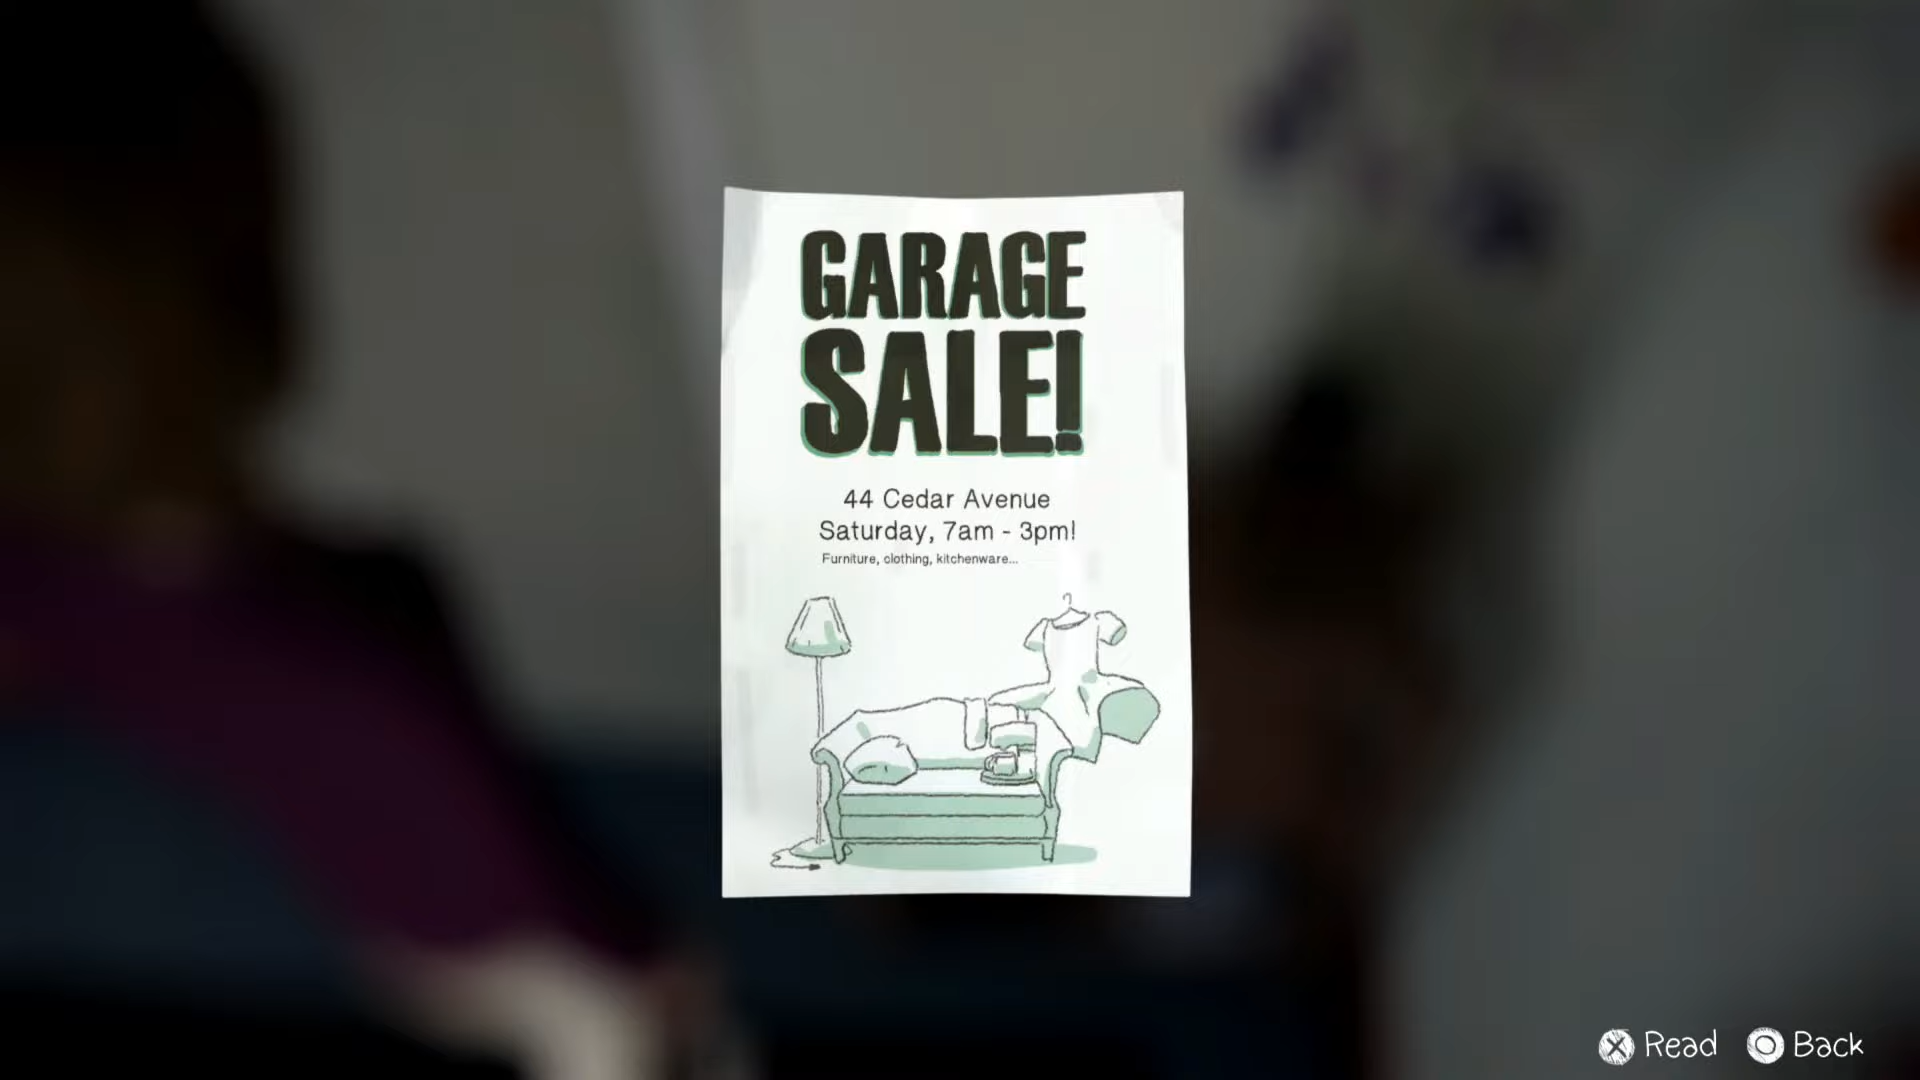 GARAGE
SALE!
44 Cedar Avenue
Saturday, 7am - 3pm!
Furniture, clothing, kitchenware...
Read
Back